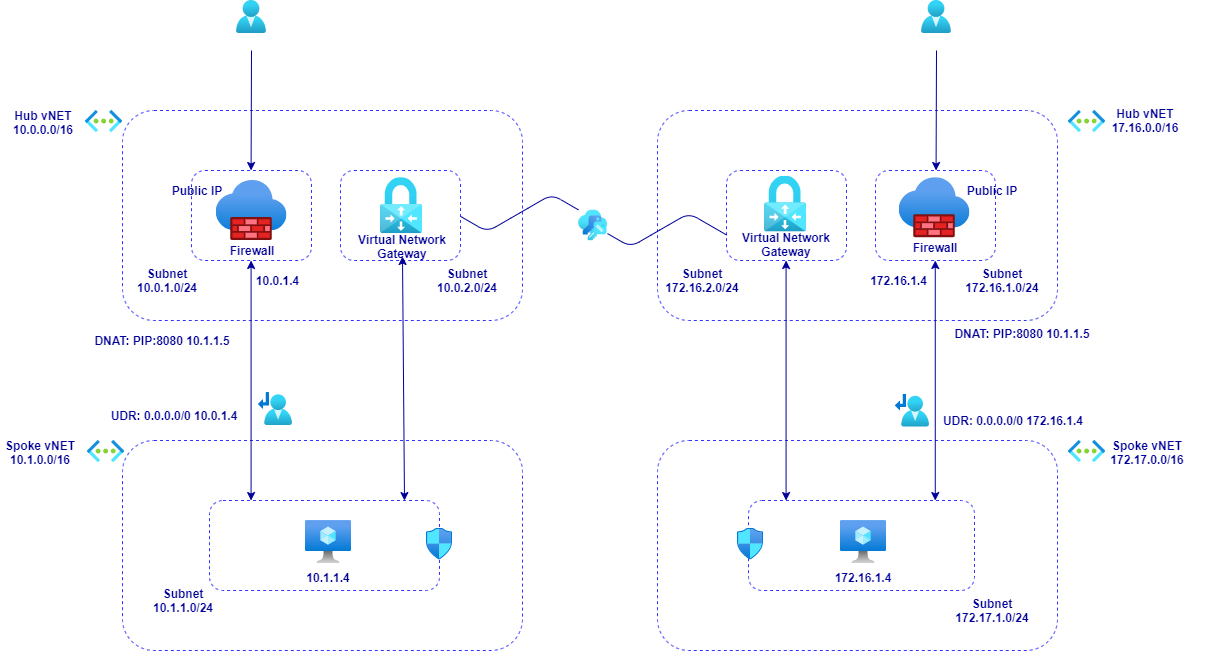 Hub vNET
10.0.0.0/16
Public IP
Firewall
Virtual Network
Gateway
Subnet
10.0.1.0/24
10.0.1.4
Subnet
10.0.2.0/24
DNAT: PIP:8080 10.1.1.5
UDR: 0.0.0.0/0 10.0.1.4
Spoke vNET
10.1.0.0/16
10.1.1.4
Subnet
10.1.1.0/24
Hub vNET
17.16.0.0/16
Virtual Network
Gateway
Public IP
Firewall
Subnet
172.16.2.0/24
172.16.1.4
Subnet
172.16.1.0/24
DNAT: PIP:8080 10.1.1.5
UDR: 0.0.0.0/0 172.16.1.4
Spoke vNET
172.17.0.0/16
172.16.1.4
Subnet
172.17.1.0/24